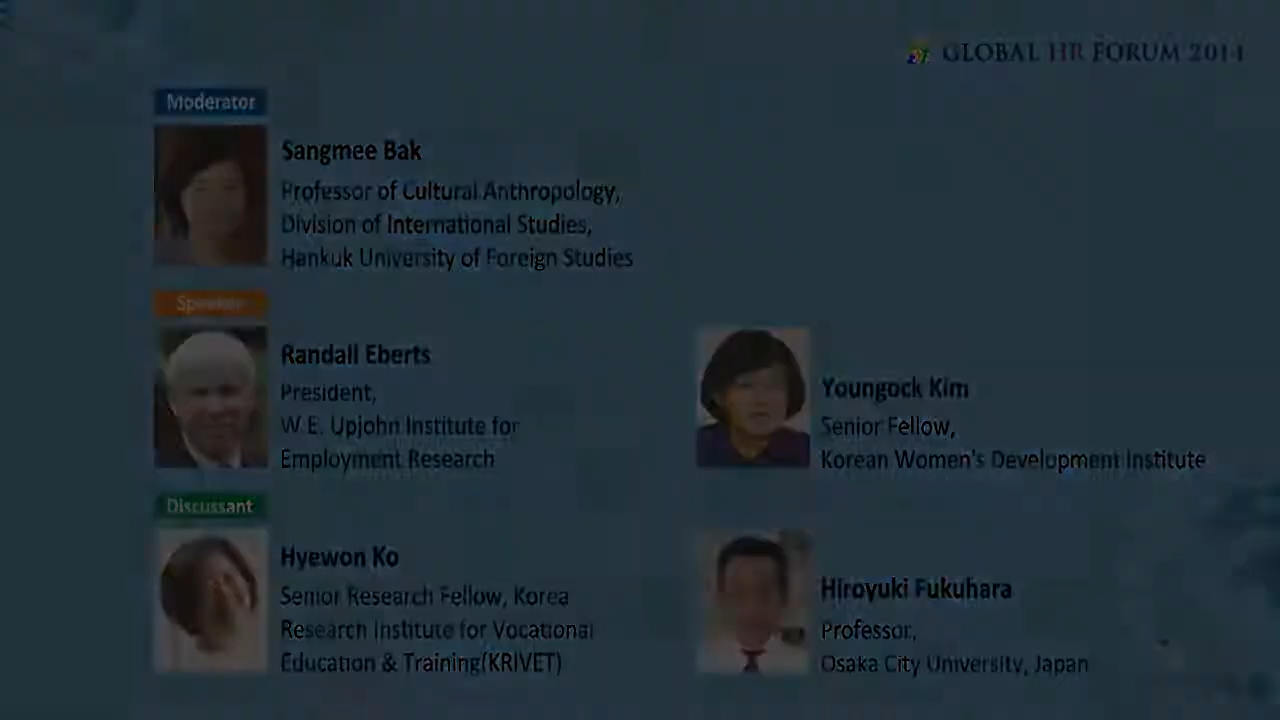 GLOBAL HR FORUM 2014
Moderator
Sangmee Bak
Professor of Cultural Anthropology,
Division of International Studies,
Hankuk University of Foreign Studies
Speaker
Randall Eberts
President,
W.E. Upjohn Institute for
Employment Research
Youngock Kim
Senior Fellow,
Korean Women's Development Institute
Discussant
Hyewon Ko
Senior Research Fellow, Korea
Research Institute for Vocational
Education & Training(KRIVET)
Hiroyuki Fukuhara
Professor,
Osaka City University, Japan